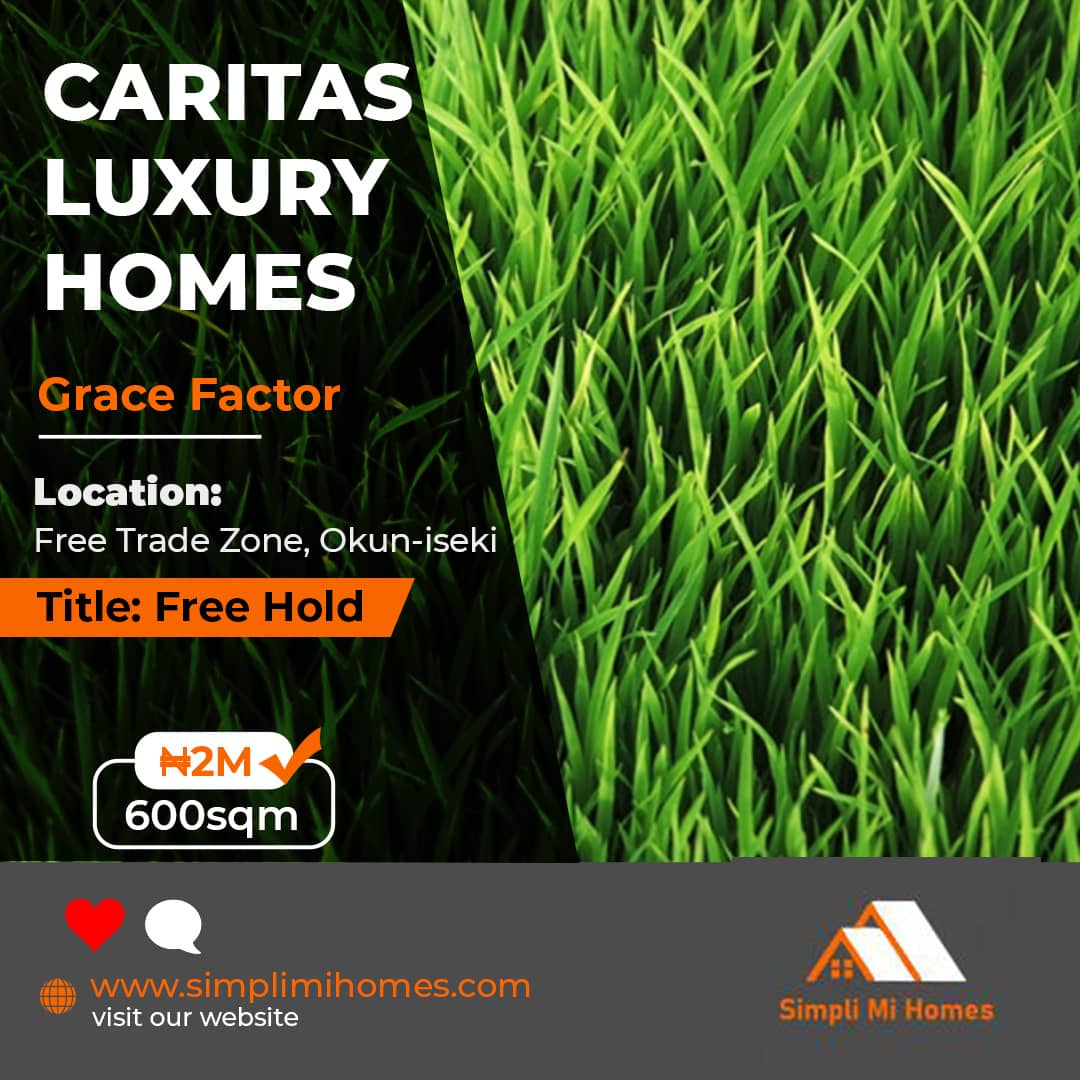 CARITAS
LUXURY
HOMES
Grace Factor
Location:
Free Trade Zone, Okun-iseki
Title: Free Hold
₦2M
600sqm
www.simplimihomes.com
visit our website
Simpli Mi Homes